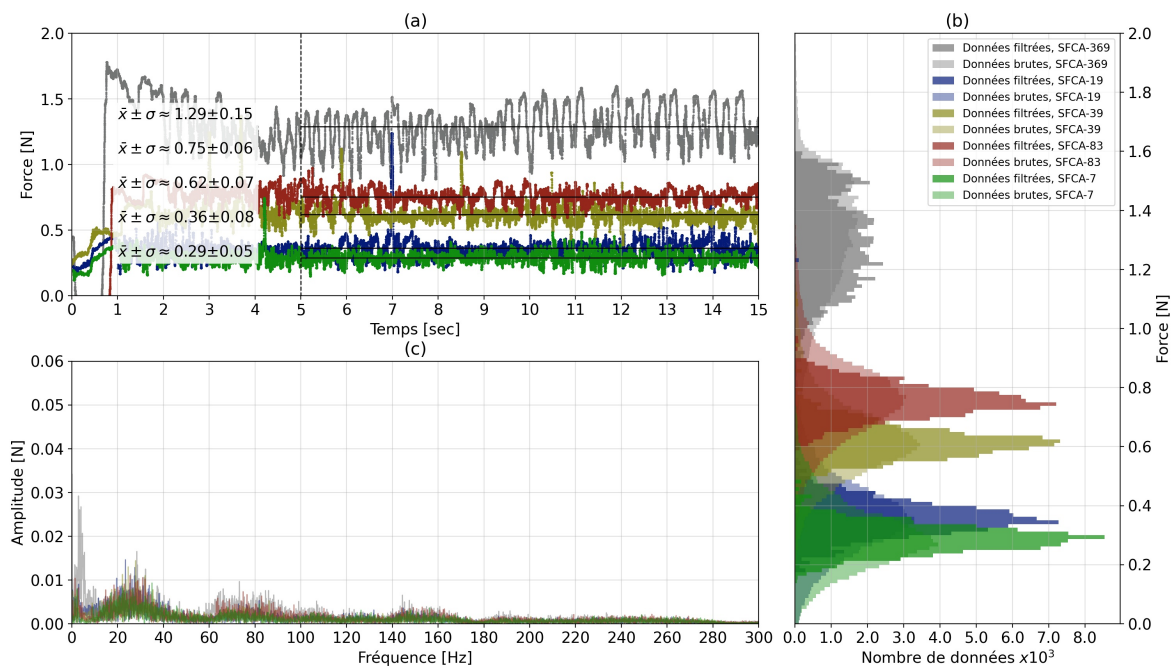 (a)
2.0
1.5
1.0
0.5
0.0
Force [N]
x̄ ± σ ≈ 1.29±0.15
x̄ ± σ ≈ 0.75±0.06
x̄ ± σ ≈ 0.62±0.07
x̄ ± σ ≈ 0.36±0.08
x̄ ± σ ≈ 0.29±0.05
0 1 2 3 4 5 6 7 8 9 10 11 12 13 14 15
Temps [sec]
(b)
Données filtrées, SFCA-369
Données brutes, SFCA-369
Données filtrées, SFCA-19
Données brutes, SFCA-19
Données filtrées, SFCA-39
Données brutes, SFCA-39
Données filtrées, SFCA-83
Données brutes, SFCA-83
Données filtrées, SFCA-7
Données brutes, SFCA-7
2.0
1.8
1.6
1.4
1.2
1.0
0.8
0.6
0.4
0.2
0.0
Force [N]
0.0 1.0 2.0 3.0 4.0 5.0 6.0 7.0 8.0
Nombre de données x10³
(c)
0.06
0.05
0.04
0.03
0.02
0.01
0.00
Amplitude [N]
0 20 40 60 80 100 120 140 160 180 200 220 240 260 280 300
Fréquence [Hz]